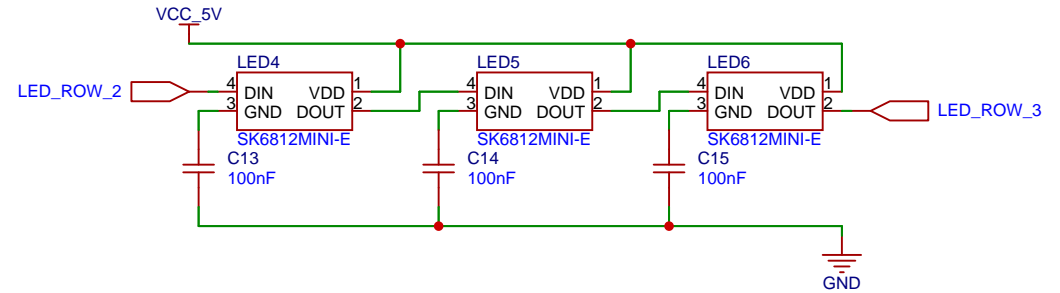 VCC_5V
LED4 LED5 LED6
LED_ROW_2 4 DIN VDD 1 4 DIN VDD 1 4 DIN VDD 1
3 GND DOUT 2 3 GND DOUT 2 3 GND DOUT 2 LED_ROW_3
SK6812MINI-E SK6812MINI-E SK6812MINI-E
C13 C14 C15
100nF 100nF 100nF
GND